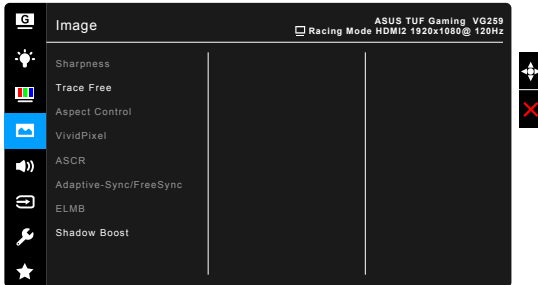 G
Image
ASUS TUF Gaming VG259
Racing Mode HDMI2 1920x1080@ 120Hz
Sharpness
Trace Free
Aspect Control
VividPixel
ASCR
Adaptive-Sync/FreeSync
ELMB
Shadow Boost